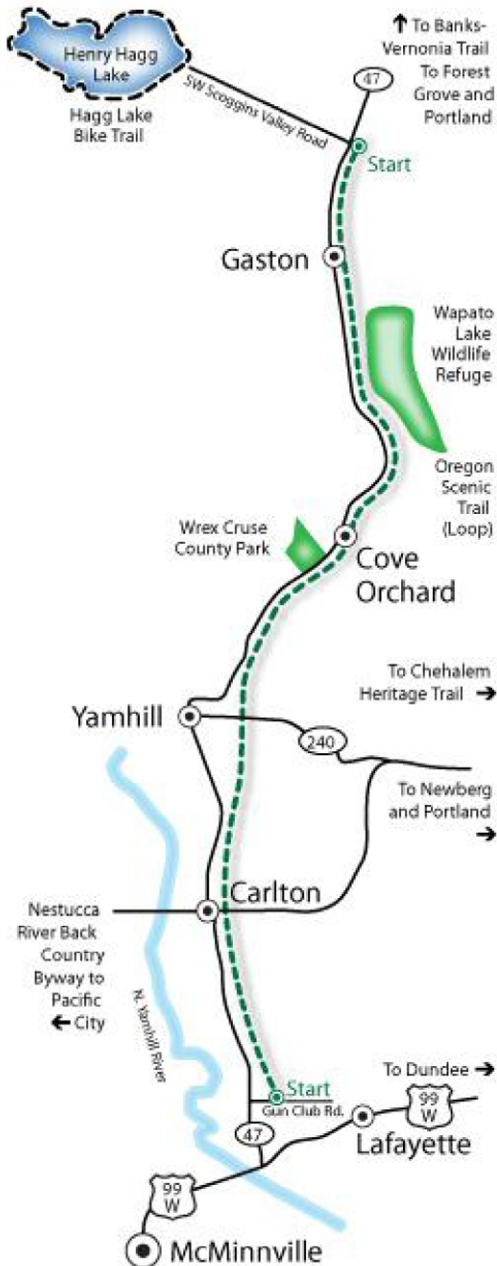 Henry Hagg
Lake
Hagg Lake
Bike Trail
SW Scoggins Valley Road
47
↑ To Banks-
Vernonia Trail
To Forest
Grove and
Portland
Start
Gaston
Wapato
Lake
Wildlife
Refuge
Oregon
Scenic
Trail
(Loop)
Wrex Cruse
County Park
Cove
Orchard
To Chehalem
Heritage Trail →
Yamhill
240
To Newberg
and Portland
→
Carlton
Nestucca
River Back
Country
Byway to
Pacific
← City
N. Yamhill River
To Dundee →
Start
Gun Club Rd.
99
W
47
Lafayette
99
W
McMinnville